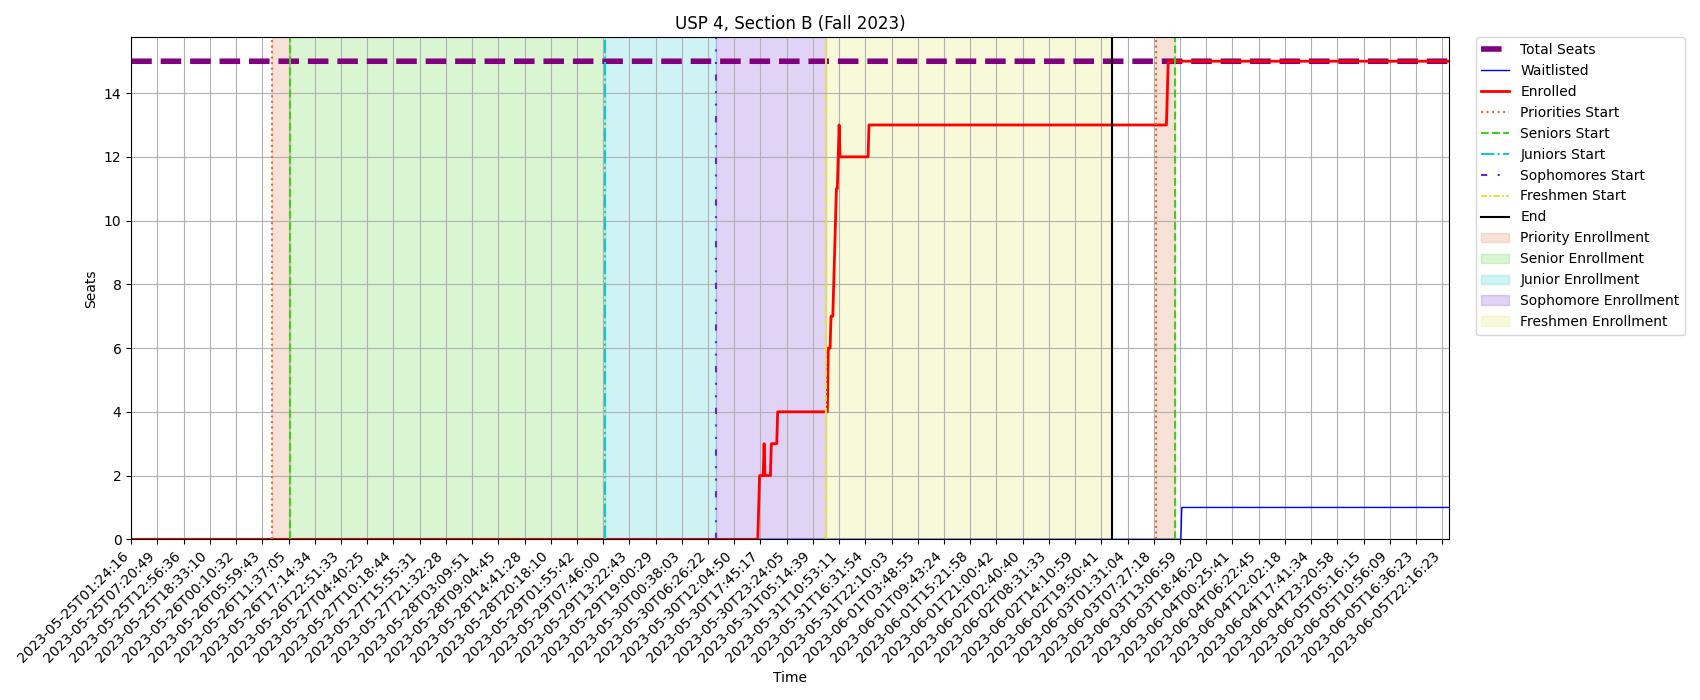 USP 4, Section B (Fall 2023)
Seats
14
12
10
8
6
4
2
0
2023-05-25T01:24:16
2023-05-25T07:20:49
2023-05-25T12:56:36
2023-05-25T18:33:10
2023-05-26T00:10:32
2023-05-26T05:59:43
2023-05-26T11:37:05
2023-05-26T17:14:34
2023-05-26T22:51:33
2023-05-27T04:40:25
2023-05-27T10:18:44
2023-05-27T15:55:31
2023-05-27T21:32:28
2023-05-28T03:09:51
2023-05-28T09:04:45
2023-05-28T14:41:28
2023-05-28T20:18:10
2023-05-29T01:55:42
2023-05-29T07:46:00
2023-05-29T13:22:43
2023-05-29T19:00:29
2023-05-30T00:38:03
2023-05-30T06:26:22
2023-05-30T12:04:50
2023-05-30T17:45:17
2023-05-30T23:24:05
2023-05-31T05:14:39
2023-05-31T10:53:11
2023-05-31T16:31:54
2023-05-31T22:10:03
2023-06-01T03:48:55
2023-06-01T09:43:24
2023-06-01T15:21:58
2023-06-01T21:00:42
2023-06-02T02:40:40
2023-06-02T08:31:33
2023-06-02T14:10:59
2023-06-02T19:50:41
2023-06-03T01:31:04
2023-06-03T07:27:18
2023-06-03T13:06:59
2023-06-03T18:46:20
2023-06-04T00:25:41
2023-06-04T06:22:45
2023-06-04T12:02:18
2023-06-04T17:41:34
2023-06-04T23:20:58
2023-06-05T05:16:15
2023-06-05T10:56:09
2023-06-05T16:36:23
2023-06-05T22:16:23
Time
Total Seats
Waitlisted
Enrolled
Priorities Start
Seniors Start
Juniors Start
Sophomores Start
Freshmen Start
End
Priority Enrollment
Senior Enrollment
Junior Enrollment
Sophomore Enrollment
Freshmen Enrollment